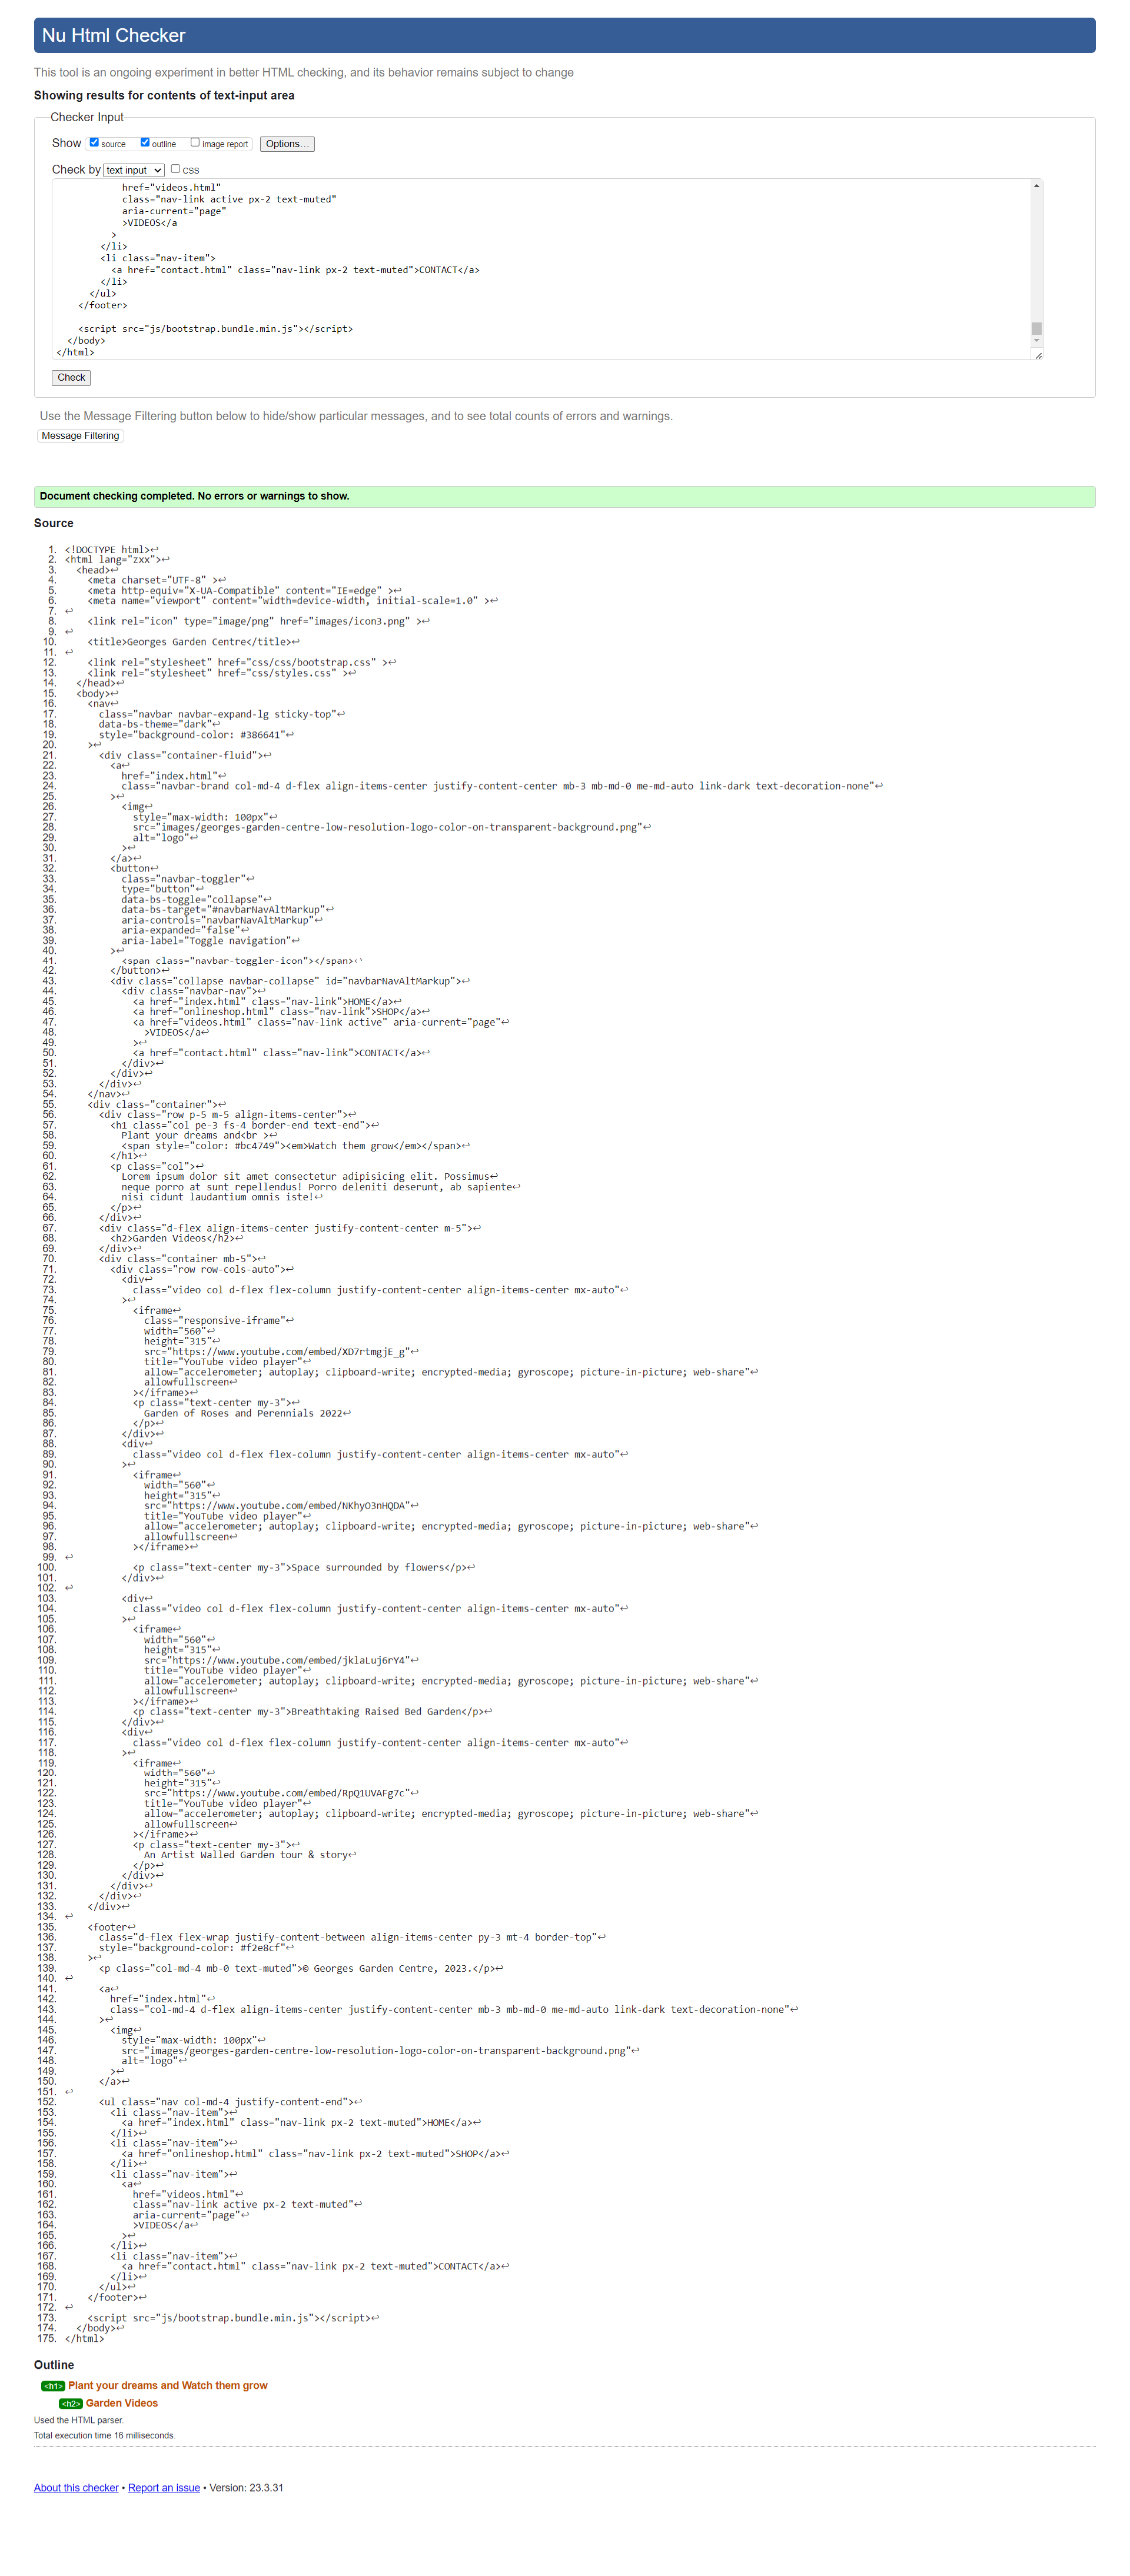 Nu Html Checker
This tool is an ongoing experiment in better HTML checking, and its behavior remains subject to change
Showing results for contents of text-input area
Checker Input
Show source outline image report Options...
Check by text input css
href="videos.html"
class="nav-link active px-2 text-muted"
aria-current="page"
>VIDEOS</a
>
</li>
<li class="nav-item">
<a href="contact.html" class="nav-link px-2 text-muted">CONTACT</a>
</li>
</ul>
</footer>
<script src="js/bootstrap.bundle.min.js"></script>
</body>
</html>
Check
Use the Message Filtering button below to hide/show particular messages, and to see total counts of errors and warnings.
Message Filtering
Document checking completed. No errors or warnings to show.
Source
1. <!DOCTYPE html>↩
2. <html lang="zxx">↩
3. <head>↩
4. <meta charset="UTF-8" >↩
5. <meta http-equiv="X-UA-Compatible" content="IE=edge" >↩
6. <meta name="viewport" content="width=device-width, initial-scale=1.0" >↩
7. ↩
8. <link rel="icon" type="image/png" href="images/icon3.png" >↩
9. ↩
10. <title>Georges Garden Centre</title>↩
11. ↩
12. <link rel="stylesheet" href="css/css/bootstrap.css" >↩
13. <link rel="stylesheet" href="css/styles.css" >↩
14. </head>↩
15. <body>↩
16. <nav↩
17. class="navbar navbar-expand-lg sticky-top"↩
18. data-bs-theme="dark"↩
19. style="background-color: #386641"↩
20. >↩
21. <div class="container-fluid">↩
22. <a↩
23. href="index.html"↩
24. class="navbar-brand col-md-4 d-flex align-items-center justify-content-center mb-3 mb-md-0 me-md-auto link-dark text-decoration-none"↩
25. >↩
26. <img↩
27. style="max-width: 100px"↩
28. src="images/georges-garden-centre-low-resolution-logo-color-on-transparent-background.png"↩
29. alt="logo"↩
30. >↩
31. </a>↩
32. <button↩
33. class="navbar-toggler"↩
34. type="button"↩
35. data-bs-toggle="collapse"↩
36. data-bs-target="#navbarNavAltMarkup"↩
37. aria-controls="navbarNavAltMarkup"↩
38. aria-expanded="false"↩
39. aria-label="Toggle navigation"↩
40. >↩
41. <span class="navbar-toggler-icon"></span>↩
42. </button>↩
43. <div class="collapse navbar-collapse" id="navbarNavAltMarkup">↩
44. <div class="navbar-nav">↩
45. <a href="index.html" class="nav-link">HOME</a>↩
46. <a href="onlineshop.html" class="nav-link">SHOP</a>↩
47. <a href="videos.html" class="nav-link active" aria-current="page"↩
48. >VIDEOS</a↩
49. >↩
50. <a href="contact.html" class="nav-link">CONTACT</a>↩
51. </div>↩
52. </div>↩
53. </div>↩
54. </nav>↩
55. <div class="container">↩
56. <div class="row p-5 m-5 align-items-center">↩
57. <h1 class="col pe-3 fs-4 border-end text-end">↩
58. Plant your dreams and<br >↩
59. <span style="color: #bc4749"><em>Watch them grow</em></span>↩
60. </h1>↩
61. <p class="col">↩
62. Lorem ipsum dolor sit amet consectetur adipisicing elit. Possimus↩
63. neque porro at sunt repellendus! Porro deleniti deserunt, ab sapiente↩
64. nisi cidunt laudantium omnis iste!↩
65. </p>↩
66. </div>↩
67. <div class="d-flex align-items-center justify-content-center m-5">↩
68. <h2>Garden Videos</h2>↩
69. </div>↩
70. <div class="container mb-5">↩
71. <div class="row row-cols-auto">↩
72. <div↩
73. class="video col d-flex flex-column justify-content-center align-items-center mx-auto"↩
74. >↩
75. <iframe↩
76. class="responsive-iframe"↩
77. width="560"↩
78. height="315"↩
79. src="https://www.youtube.com/embed/XD7rtmgjE_g"↩
80. title="YouTube video player"↩
81. allow="accelerometer; autoplay; clipboard-write; encrypted-media; gyroscope; picture-in-picture; web-share"↩
82. allowfullscreen↩
83. ></iframe>↩
84. <p class="text-center my-3">↩
85. Garden of Roses and Perennials 2022↩
86. </p>↩
87. </div>↩
88. <div↩
89. class="video col d-flex flex-column justify-content-center align-items-center mx-auto"↩
90. >↩
91. <iframe↩
92. width="560"↩
93. height="315"↩
94. src="https://www.youtube.com/embed/NKhyO3nHQDA"↩
95. title="YouTube video player"↩
96. allow="accelerometer; autoplay; clipboard-write; encrypted-media; gyroscope; picture-in-picture; web-share"↩
97. allowfullscreen↩
98. ></iframe>↩
99. ↩
100. <p class="text-center my-3">Space surrounded by flowers</p>↩
101. </div>↩
102. ↩
103. <div↩
104. class="video col d-flex flex-column justify-content-center align-items-center mx-auto"↩
105. >↩
106. <iframe↩
107. width="560"↩
108. height="315"↩
109. src="https://www.youtube.com/embed/jklaLuj6rY4"↩
110. title="YouTube video player"↩
111. allow="accelerometer; autoplay; clipboard-write; encrypted-media; gyroscope; picture-in-picture; web-share"↩
112. allowfullscreen↩
113. ></iframe>↩
114. <p class="text-center my-3">Breathtaking Raised Bed Garden</p>↩
115. </div>↩
116. <div↩
117. class="video col d-flex flex-column justify-content-center align-items-center mx-auto"↩
118. >↩
119. <iframe↩
120. width="560"↩
121. height="315"↩
122. src="https://www.youtube.com/embed/RpQ1UVAFg7c"↩
123. title="YouTube video player"↩
124. allow="accelerometer; autoplay; clipboard-write; encrypted-media; gyroscope; picture-in-picture; web-share"↩
125. allowfullscreen↩
126. ></iframe>↩
127. <p class="text-center my-3">↩
128. An Artist Walled Garden tour & story↩
129. </p>↩
130. </div>↩
131. </div>↩
132. </div>↩
133. </div>↩
134. ↩
135. <footer↩
136. class="d-flex flex-wrap justify-content-between align-items-center py-3 mt-4 border-top"↩
137. style="background-color: #f2e8cf"↩
138. >↩
139. <p class="col-md-4 mb-0 text-muted">© Georges Garden Centre, 2023.</p>↩
140. ↩
141. <a↩
142. href="index.html"↩
143. class="col-md-4 d-flex align-items-center justify-content-center mb-3 mb-md-0 me-md-auto link-dark text-decoration-none"↩
144. >↩
145. <img↩
146. style="max-width: 100px"↩
147. src="images/georges-garden-centre-low-resolution-logo-color-on-transparent-background.png"↩
148. alt="logo"↩
149. >↩
150. </a>↩
151. ↩
152. <ul class="nav col-md-4 justify-content-end">↩
153. <li class="nav-item">↩
154. <a href="index.html" class="nav-link px-2 text-muted">HOME</a>↩
155. </li>↩
156. <li class="nav-item">↩
157. <a href="onlineshop.html" class="nav-link px-2 text-muted">SHOP</a>↩
158. </li>↩
159. <li class="nav-item">↩
160. <a↩
161. href="videos.html"↩
162. class="nav-link active px-2 text-muted"↩
163. aria-current="page"↩
164. >VIDEOS</a↩
165. >↩
166. </li>↩
167. <li class="nav-item">↩
168. <a href="contact.html" class="nav-link px-2 text-muted">CONTACT</a>↩
169. </li>↩
170. </ul>↩
171. </footer>↩
172. ↩
173. <script src="js/bootstrap.bundle.min.js"></script>↩
174. </body>↩
175. </html>
Outline
<h1> Plant your dreams and Watch them grow
<h2> Garden Videos
Used the HTML parser.
Total execution time 16 milliseconds.
About this checker • Report an issue • Version: 23.3.31